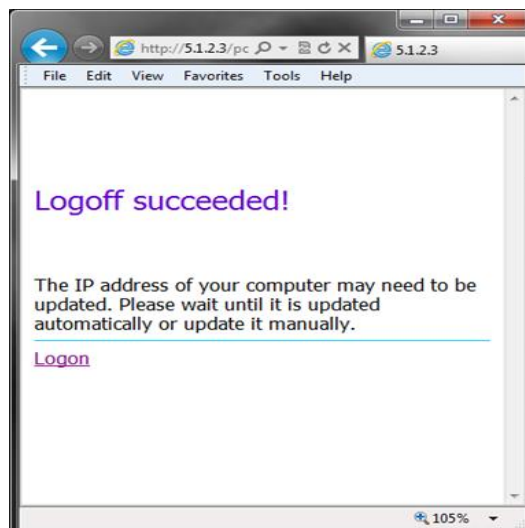 http://5.1.2.3/pc
5.1.2.3
File Edit View Favorites Tools Help
Logoff succeeded!
The IP address of your computer may need to be
updated. Please wait until it is updated
automatically or update it manually.
Logon
105%